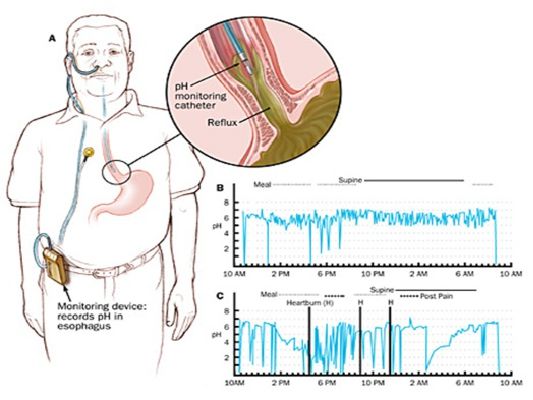 A
pH
monitoring
catheter
Reflux
Monitoring device:
records pH in
esophagus
B
Meal
Supine
8
6
pH
4
2
10 AM 2 PM 6 PM 10 PM 2 AM 6 AM 10 AM
C
Meal
Supine
Heartburn (H) H H Post Pain
8
6
pH
4
2
10AM 2 PM 6 PM 10 PM 2 AM 6 AM 10 AM